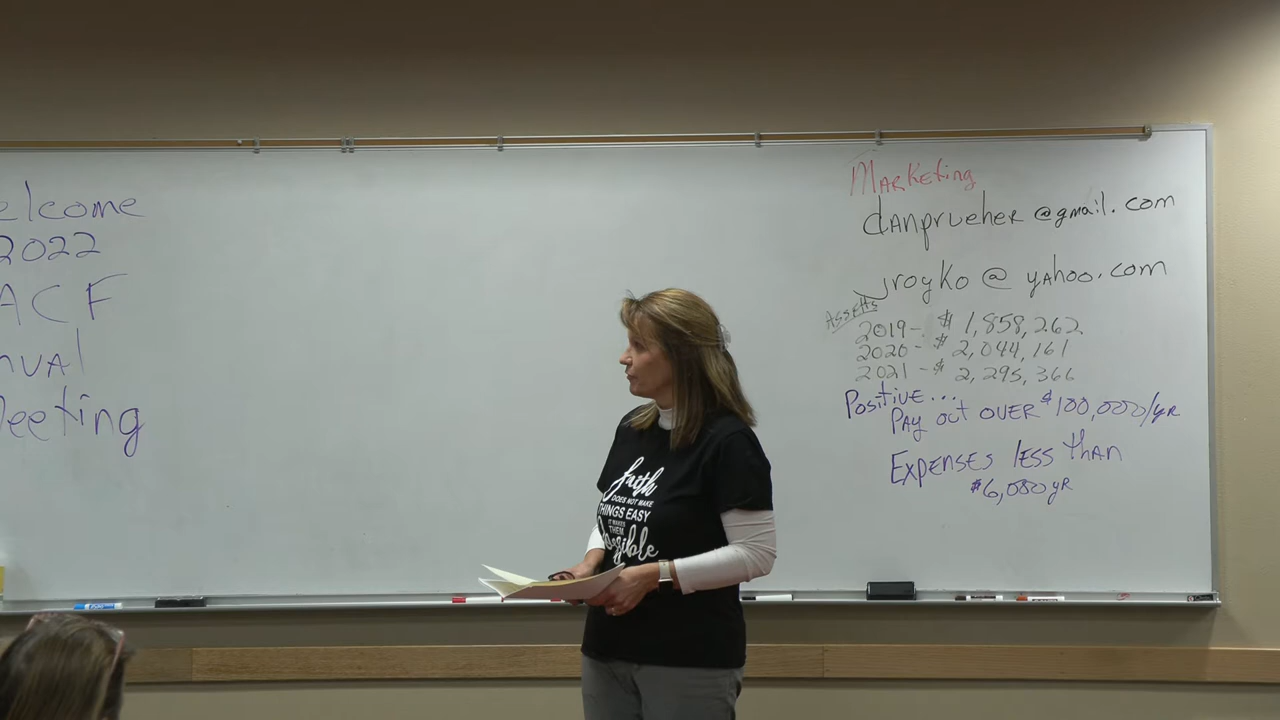 elcome
2022
ACF
nual
eeting
Marketing
danprueher@gmail.com
jroyko@yahoo.com
Assets
2019-. $ 1,858,262
2020- $ 2,044,161
2021-$ 2,295,366
Positive...
Pay out over $100,000/yr
Expenses less than
$6,080 yr
faith
DOES NOT MAKE
THINGS EASY
IT MAKES
THEM
Possible